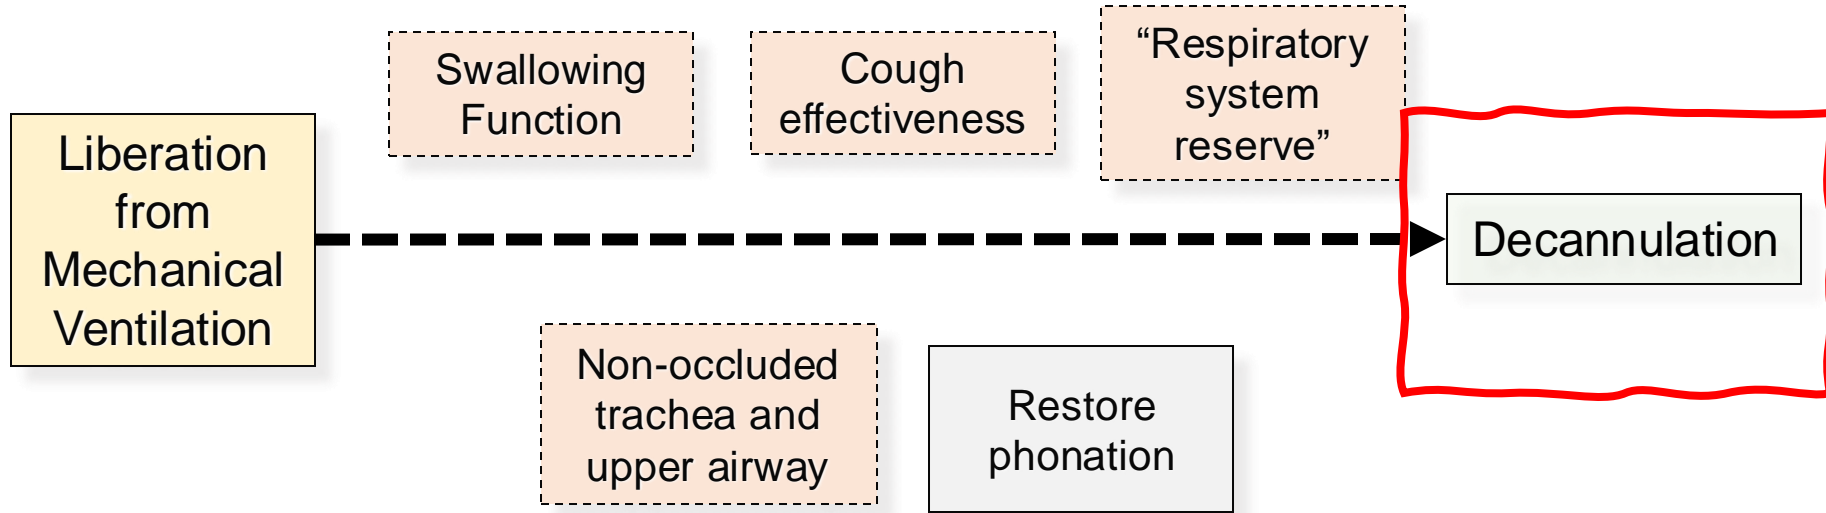 Liberation
from
Mechanical
Ventilation
Swallowing
Function
Cough
effectiveness
“Respiratory
system
reserve”
Decannulation
Non-occluded
trachea and
upper airway
Restore
phonation